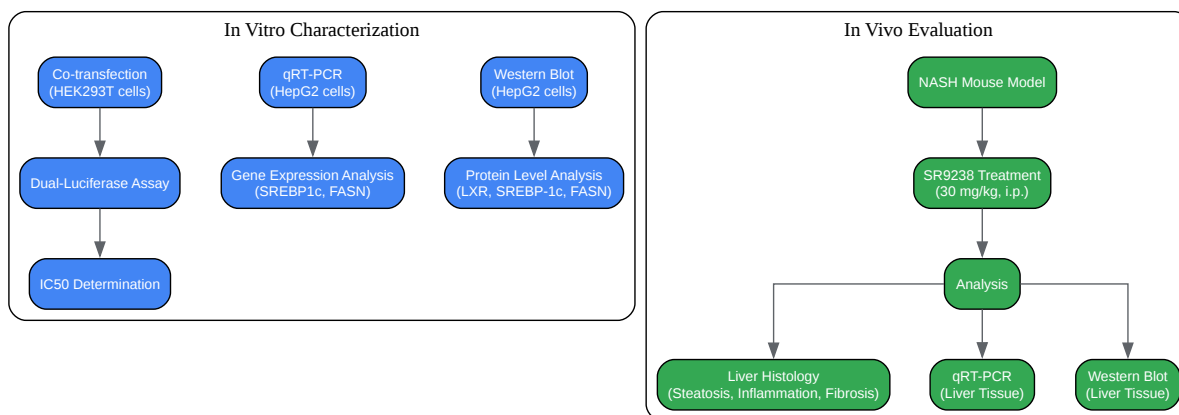 In Vitro Characterization
Co-transfection
(HEK293T cells)
qRT-PCR
(HepG2 cells)
Western Blot
(HepG2 cells)
Dual-Luciferase Assay
Gene Expression Analysis
(SREBP1c, FASN)
Protein Level Analysis
(LXR, SREBP-1c, FASN)
IC50 Determination
In Vivo Evaluation
NASH Mouse Model
SR9238 Treatment
(30 mg/kg, i.p.)
Analysis
Liver Histology
(Steatosis, Inflammation, Fibrosis)
qRT-PCR
(Liver Tissue)
Western Blot
(Liver Tissue)